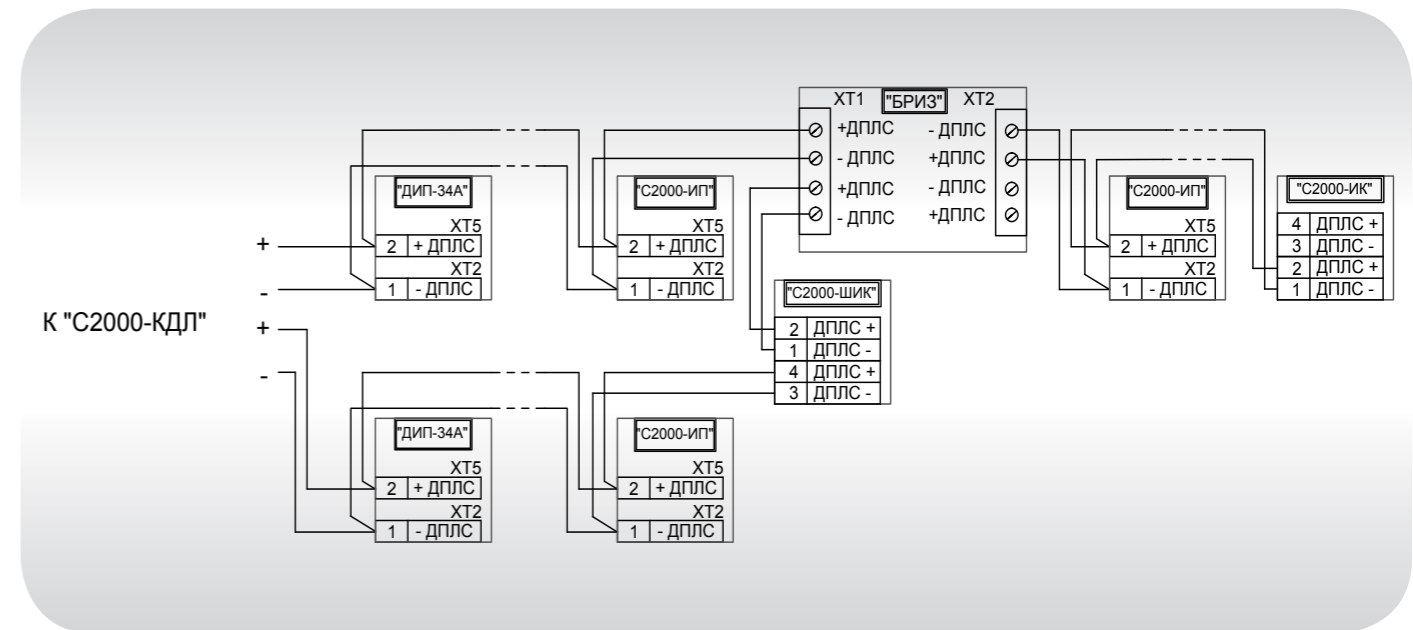 ХТ1 "БРИЗ" ХТ2
+ДПЛС - ДПЛС
- ДПЛС +ДПЛС
+ДПЛС - ДПЛС
- ДПЛС +ДПЛС
"ДИП-34А"
ХТ5
2 + ДПЛС
ХТ2
1 - ДПЛС
"С2000-ИП"
ХТ5
2 + ДПЛС
ХТ2
1 - ДПЛС
"С2000-ИП"
ХТ5
2 + ДПЛС
ХТ2
1 - ДПЛС
"С2000-ИК"
4 ДПЛС +
3 ДПЛС -
2 ДПЛС +
1 ДПЛС -
+
-
К "С2000-КДЛ"
+
-
"С2000-ШИК"
2 ДПЛС +
1 ДПЛС -
4 ДПЛС +
3 ДПЛС -
"ДИП-34А"
ХТ5
2 + ДПЛС
ХТ2
1 - ДПЛС
"С2000-ИП"
ХТ5
2 + ДПЛС
ХТ2
1 - ДПЛС